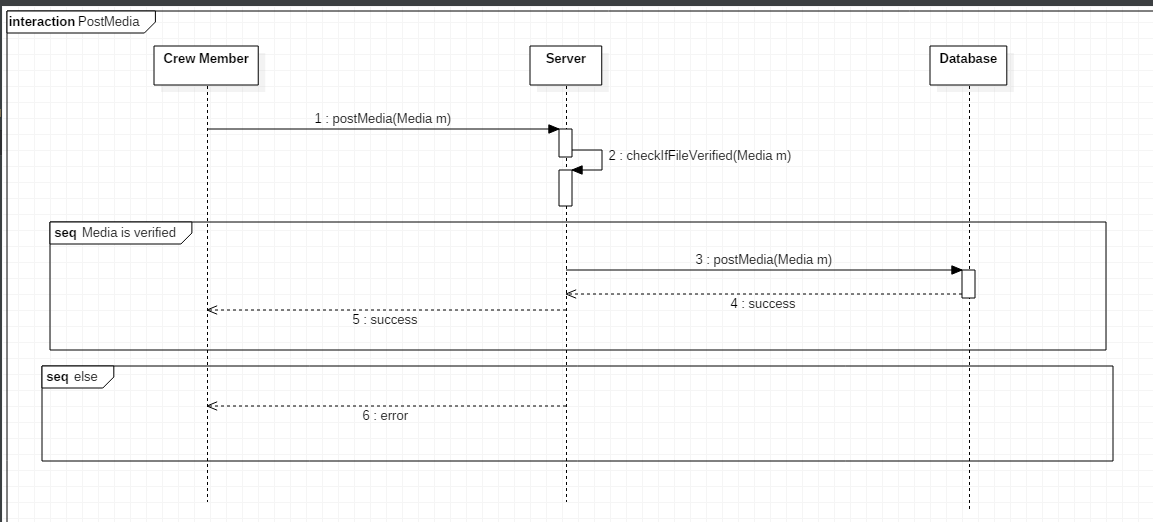 interaction PostMedia
Crew Member
Server
Database
1 : postMedia(Media m)
2 : checkIfFileVerified(Media m)
seq Media is verified
3 : postMedia(Media m)
4 : success
5 : success
seq else
6 : error